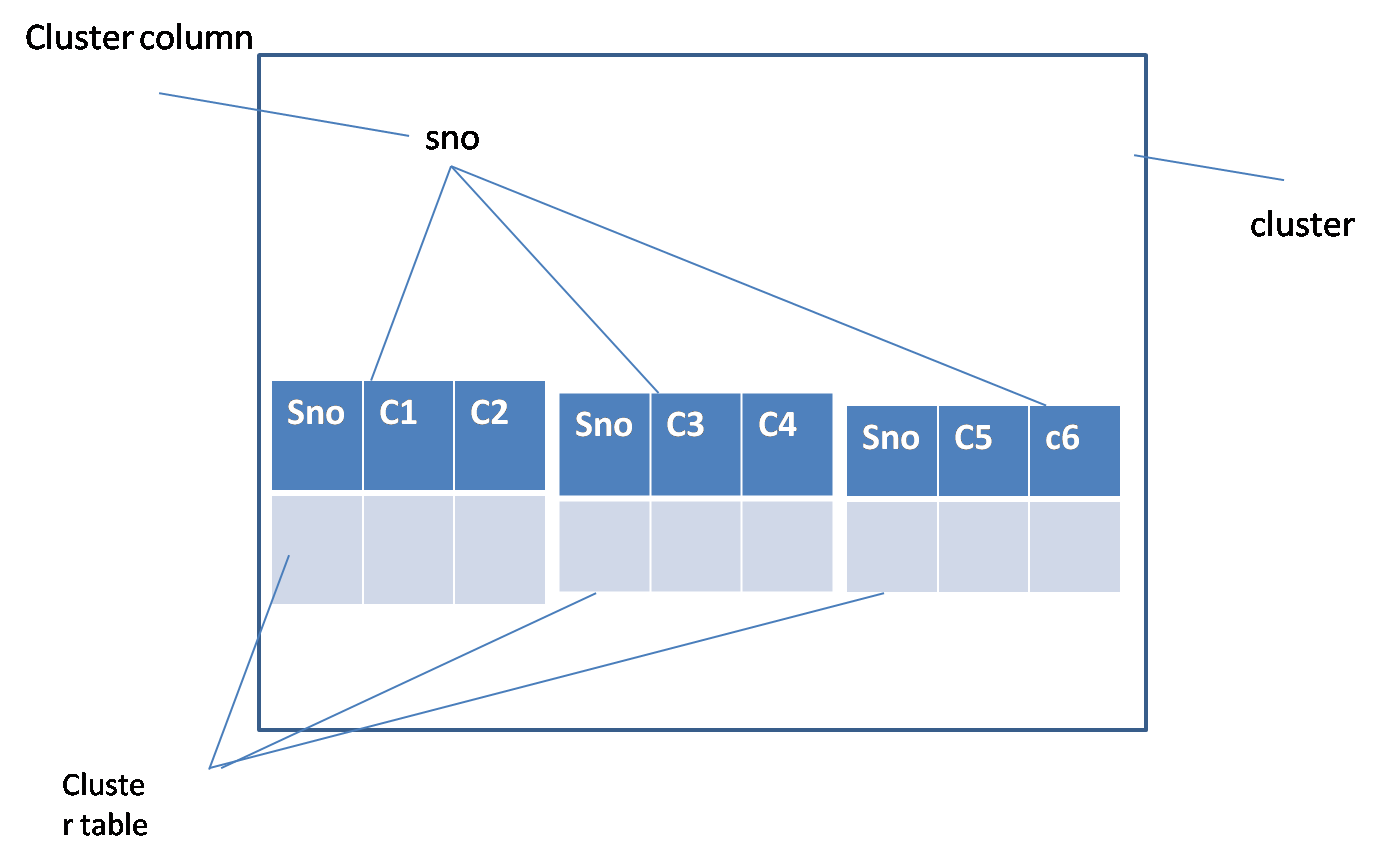 Cluster column
sno
cluster
Sno C1 C2
Sno C3 C4
Sno C5 c6
Cluste
r table